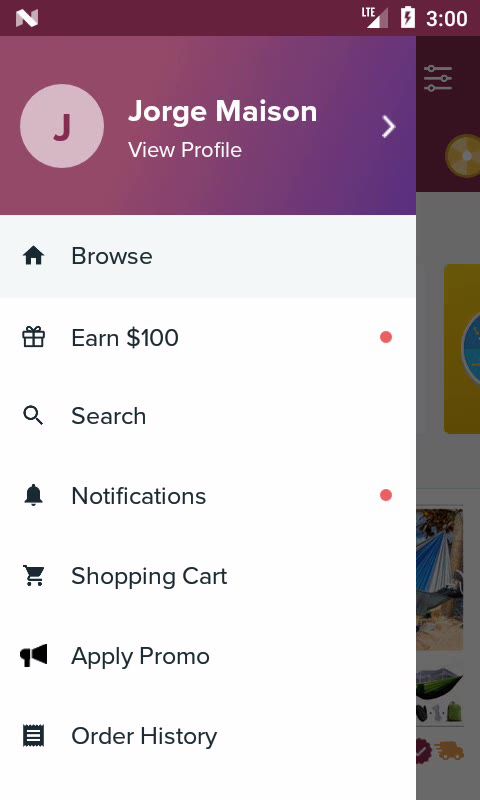 LTE
3:00
J
Jorge Maison
View Profile
Browse
Earn $100
Search
Notifications
Shopping Cart
Apply Promo
Order History